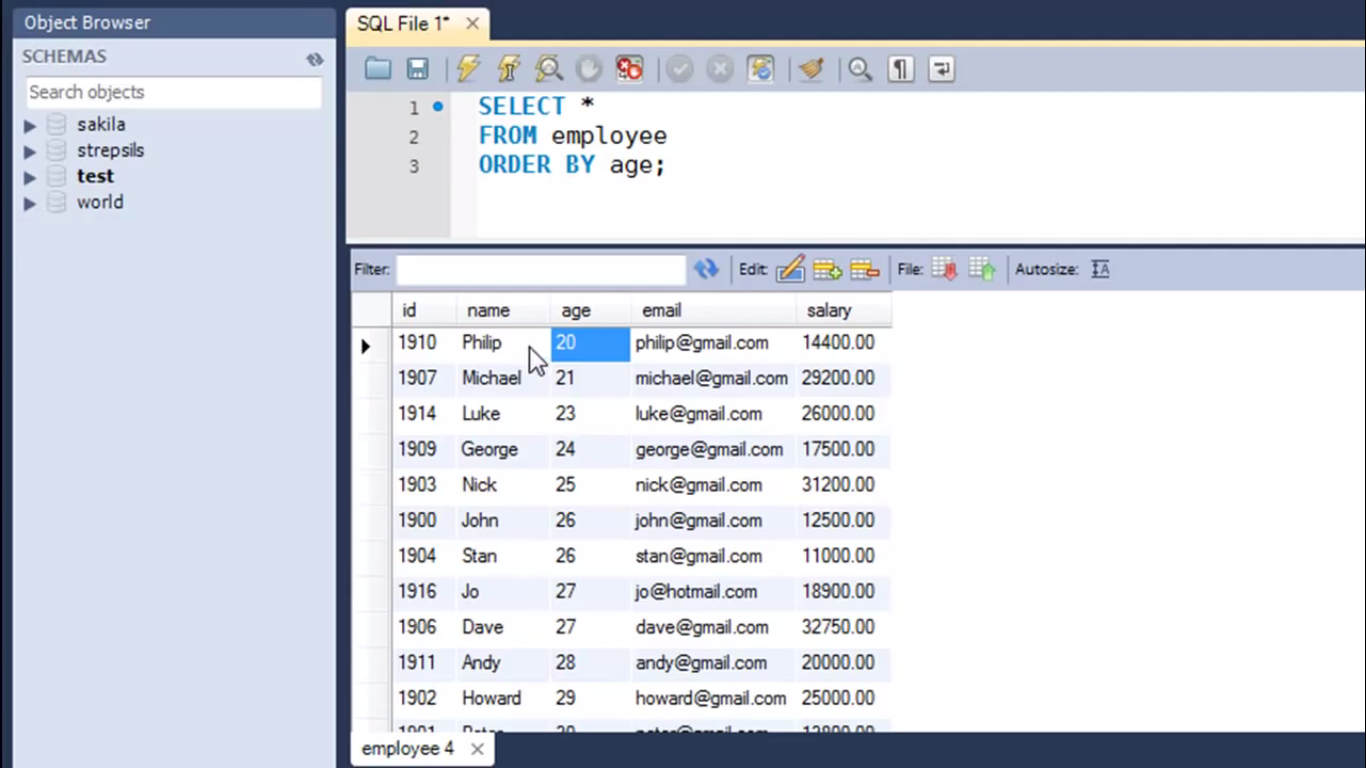 Object Browser
SCHEMAS
Search objects
sakila
strepsils
test
world
SQL File 1*
1 SELECT *
2 FROM employee
3 ORDER BY age;
Filter: Edit: File: Autosize:
id name age email salary
1910 Philip 20 philip@gmail.com 14400.00
1907 Michael 21 michael@gmail.com 29200.00
1914 Luke 23 luke@gmail.com 26000.00
1909 George 24 george@gmail.com 17500.00
1903 Nick 25 nick@gmail.com 31200.00
1900 John 26 john@gmail.com 12500.00
1904 Stan 26 stan@gmail.com 11000.00
1916 Jo 27 jo@hotmail.com 18900.00
1906 Dave 27 dave@gmail.com 32750.00
1911 Andy 28 andy@gmail.com 20000.00
1902 Howard 29 howard@gmail.com 25000.00
employee 4